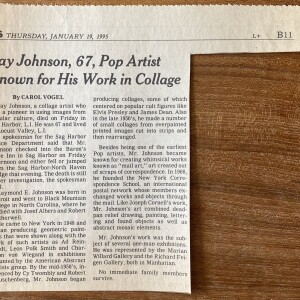 S THURSDAY, JANUARY 19, 1995 L+ B11
ay Johnson, 67, Pop Artist
nown for His Work in Collage
By CAROL VOGEL
ay Johnson, a collage artist who
a pioneer in using images from
ular culture, died on Friday in
Harbor, L.I. He was 67 and lived
ocust Valley, L.I.
spokesman for the Sag Harbor
ce Department said that Mr.
nson checked into the Baron's
e Inn in Sag Harbor on Friday
rnoon and either fell or jumped
the Sag Harbor-North Haven
ge that evening. The death is still
er investigation, the spokesman
aymond E. Johnson was born in
roit and went to Black Mountain
ege in North Carolina, where he
died with Josef Albers and Robert
herwell.
e came to New York in 1948 and
an producing geometric paint-
s that were shown along with the
k of such artists as Ad Rein-
dt, Leon Polk Smith and Char-
von Wiegand in exhibitions
anized by the American Abstract
ists group. By the mid-1950's, in-
nced by Cy Twombly and Robert
uschenberg, Mr. Johnson began
producing collages, some of which
centered on popular cult figures like
Elvis Presley and James Dean. Also
in the late 1950's, he made a number
of small collages from overpainted
printed images cut into strips and
then rearranged.
Besides being one of the earliest
Pop artists, Mr. Johnson became
known for creating whimsical works
known as "mail art," art created out
of scraps of correspondence. In 1968,
he founded the New York Corre-
spondence School, an international
postal network whose members ex-
changed works and objects through
the mail. Like Joseph Cornell's work,
Mr. Johnson's art combined dead-
pan relief drawing, painting, letter-
ing and found objects as well as
abstract mosaic elements.
Mr. Johnson's work was the sub-
ject of several one-man exhibitions.
He was represented by the Marian
Willard Gallery and the Richard Fei-
gen Gallery, both in Manhattan.
No immediate family members
survive.